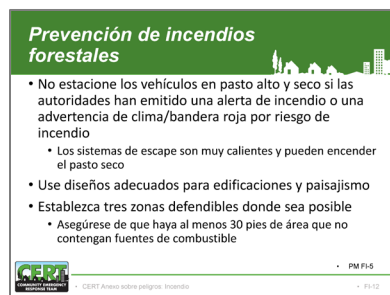 Prevención de incendios
forestales
• No estacione los vehículos en pasto alto y seco si las
autoridades han emitido una alerta de incendio o una
advertencia de clima/bandera roja por riesgo de
incendio
• Los sistemas de escape son muy calientes y pueden encender
el pasto seco
• Use diseños adecuados para edificaciones y paisajismo
• Establezca tres zonas defendibles donde sea posible
• Asegúrese de que haya al menos 30 pies de área que no
contengan fuentes de combustible
• PM FI-5
CERT
COMMUNITY EMERGENCY
RESPONSE TEAM
• CERT Anexo sobre peligros: Incendio
• FI-12